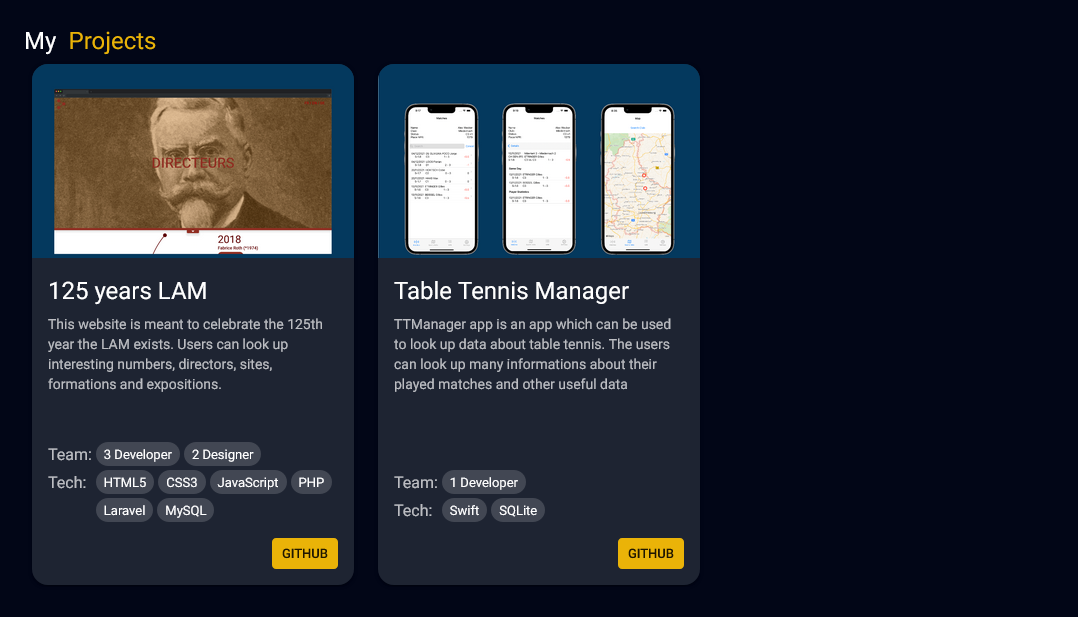 My Projects
DIRECTEURS
2018
Fabrice Roth (*1974)
125 years LAM
This website is meant to celebrate the 125th
year the LAM exists. Users can look up
interesting numbers, directors, sites,
formations and expositions.
Team: 3 Developer 2 Designer
Tech: HTML5 CSS3 JavaScript PHP
Laravel MySQL
GITHUB
Table Tennis Manager
TTManager app is an app which can be used
to look up data about table tennis. The users
can look up many informations about their
played matches and other useful data
Team: 1 Developer
Tech: Swift SQLite
GITHUB